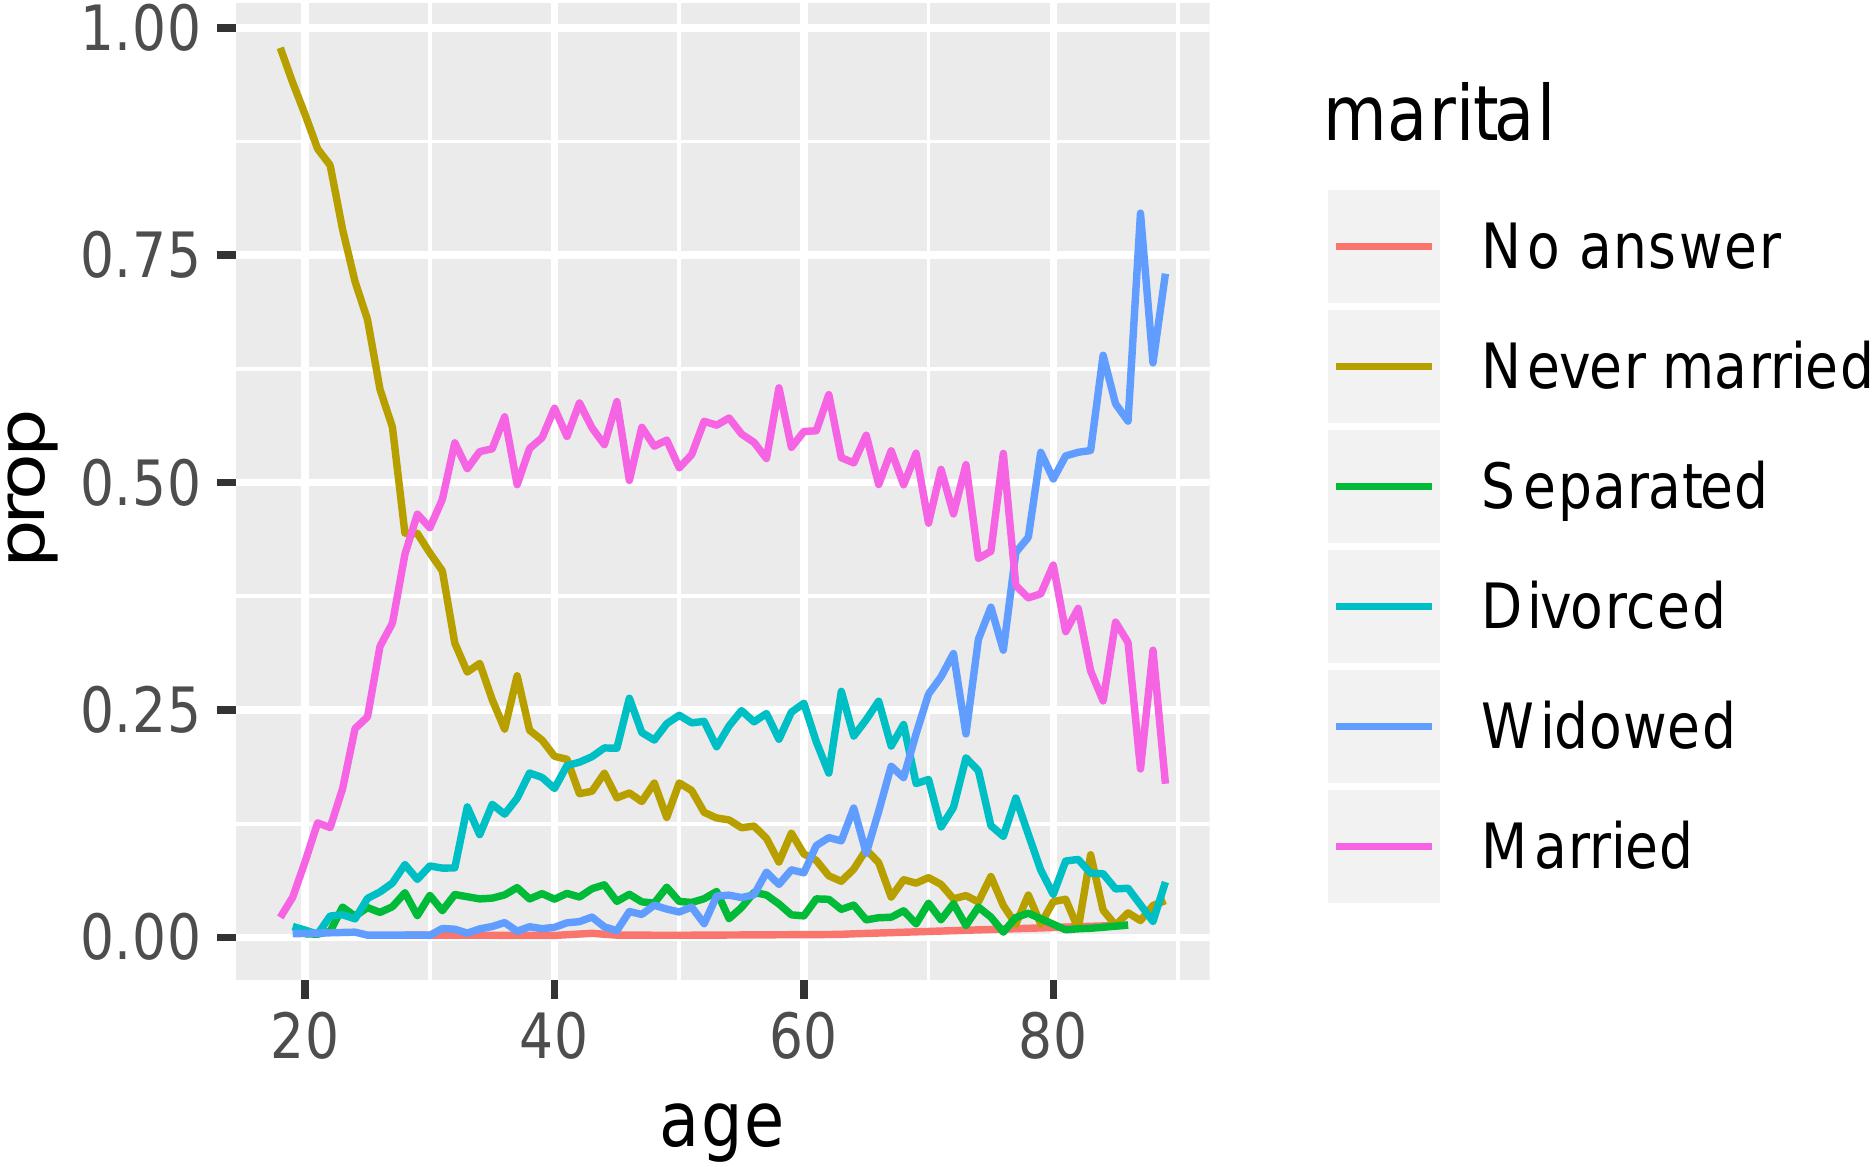 1.00
0.75
0.50
0.25
0.00
prop
20 40 60 80
age
marital
No answer
Never married
Separated
Divorced
Widowed
Married